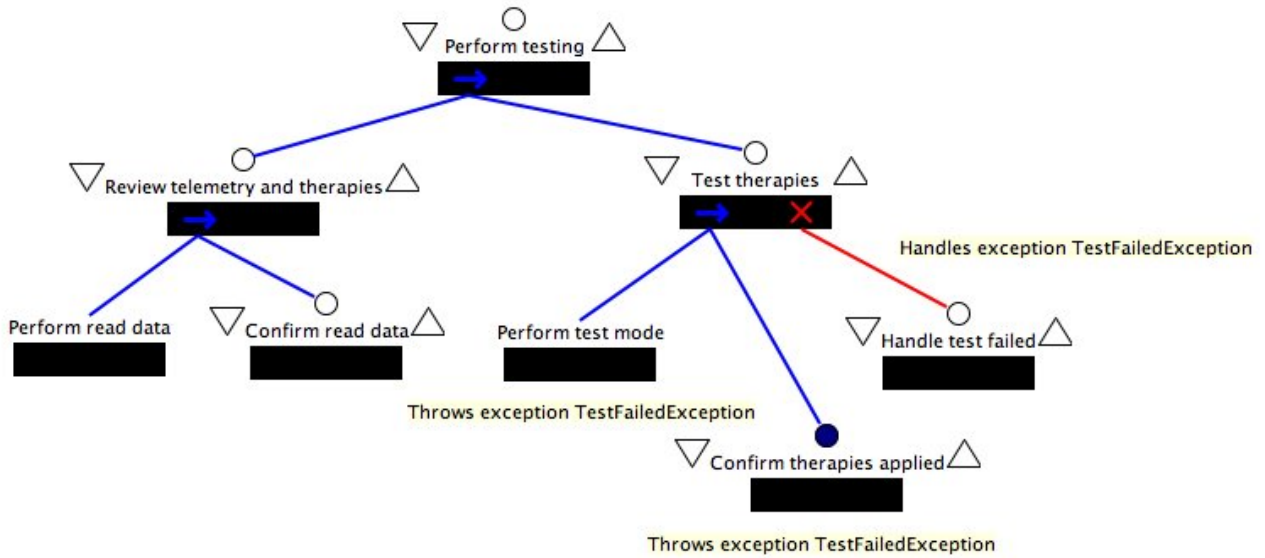 Perform testing
Review telemetry and therapies
Test therapies
Handles exception TestFailedException
Perform read data
Confirm read data
Perform test mode
Handle test failed
Throws exception TestFailedException
Confirm therapies applied
Throws exception TestFailedException